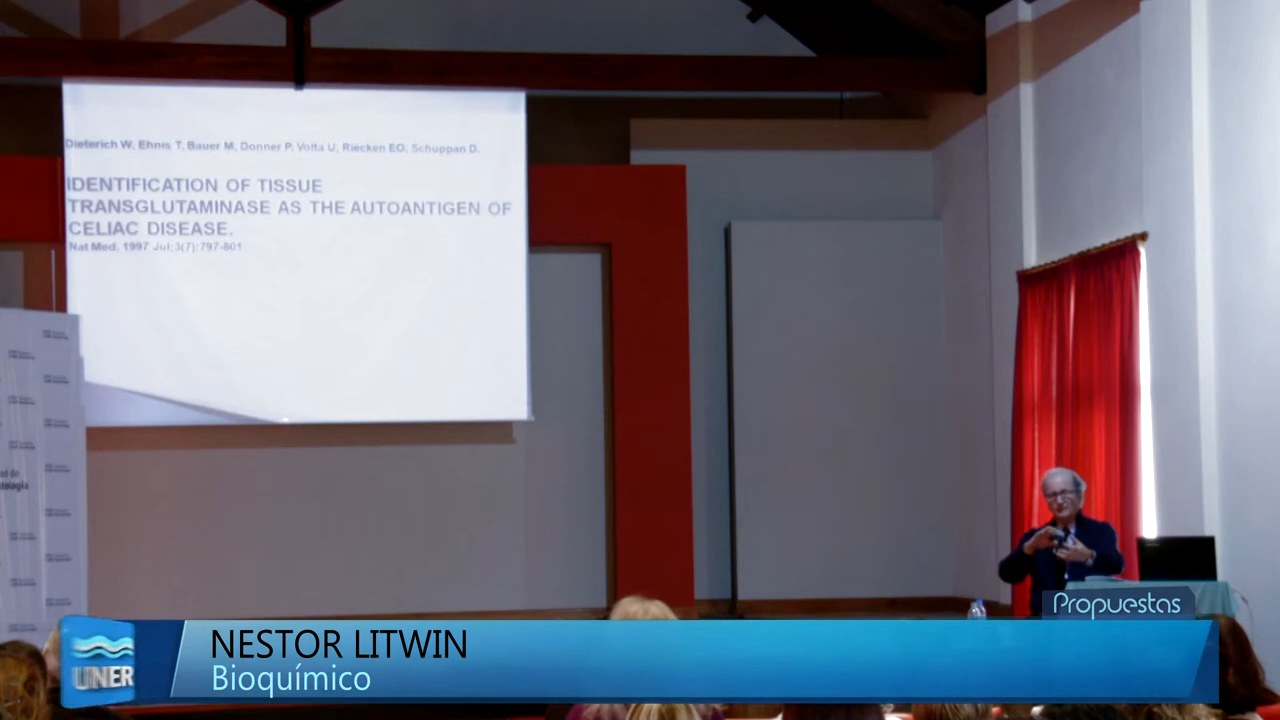 Dieterich W, Ehnis T, Bauer M, Donner P, Volta U, Riecken EO, Schuppan D.
IDENTIFICATION OF TISSUE
TRANSGLUTAMINASE AS THE AUTOANTIGEN OF
CELIAC DISEASE.
Nat Med. 1997 Jul;3(7):797-801.
Propuestas
NESTOR LITWIN
Bioquímico
UNER